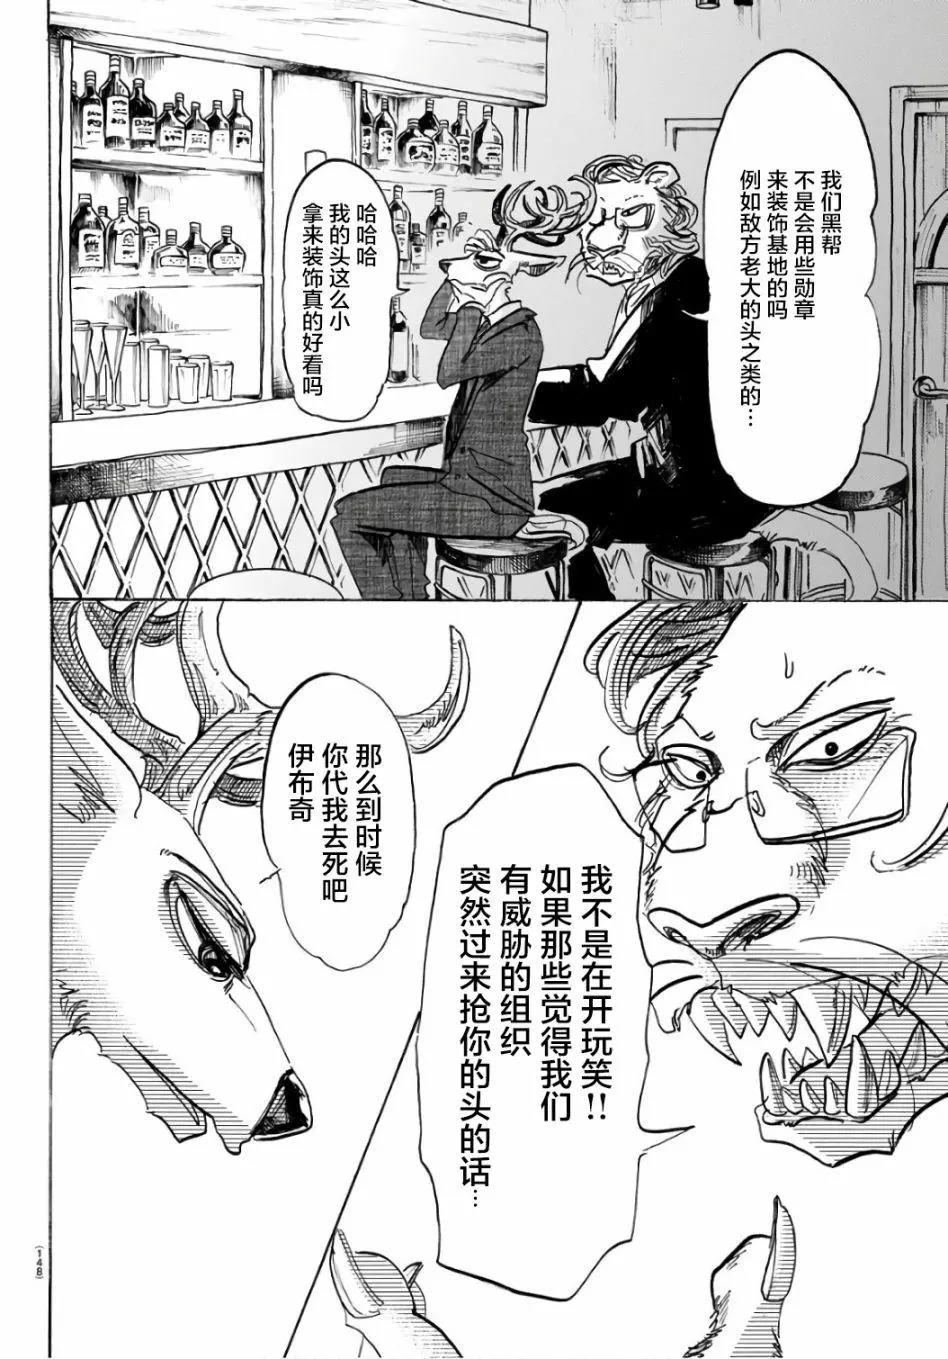 我们黑帮
不是会用些勋章
来装饰基地的吗
例如敌方老大的头之类的…
哈哈哈
我的头这么小
拿来装饰真的好看吗
我不是在开玩笑!!
如果那些觉得我们
有威胁的组织
突然过来抢你的头的话…
那么到时候
你代我去死吧
伊布奇
(148)